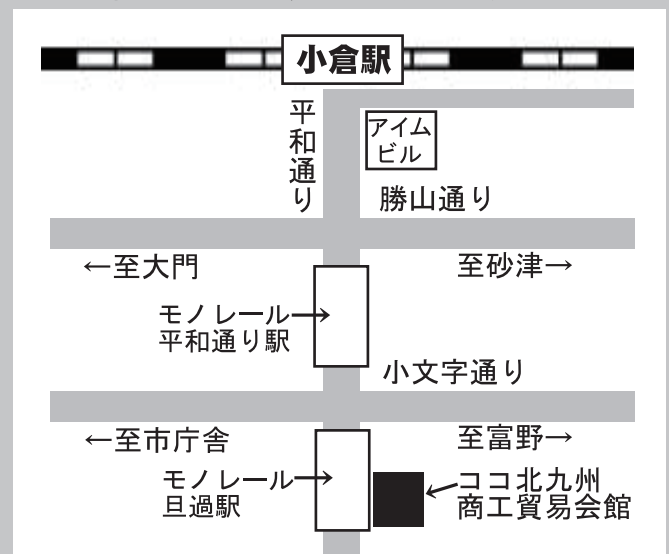 小倉駅
平和通り
アイム
ビル
勝山通り
←至大門
至砂津→
モノレール
平和通り駅
小文字通り
←至市庁舎
至富野→
モノレール
旦過駅
ココ北九州
商工貿易会館